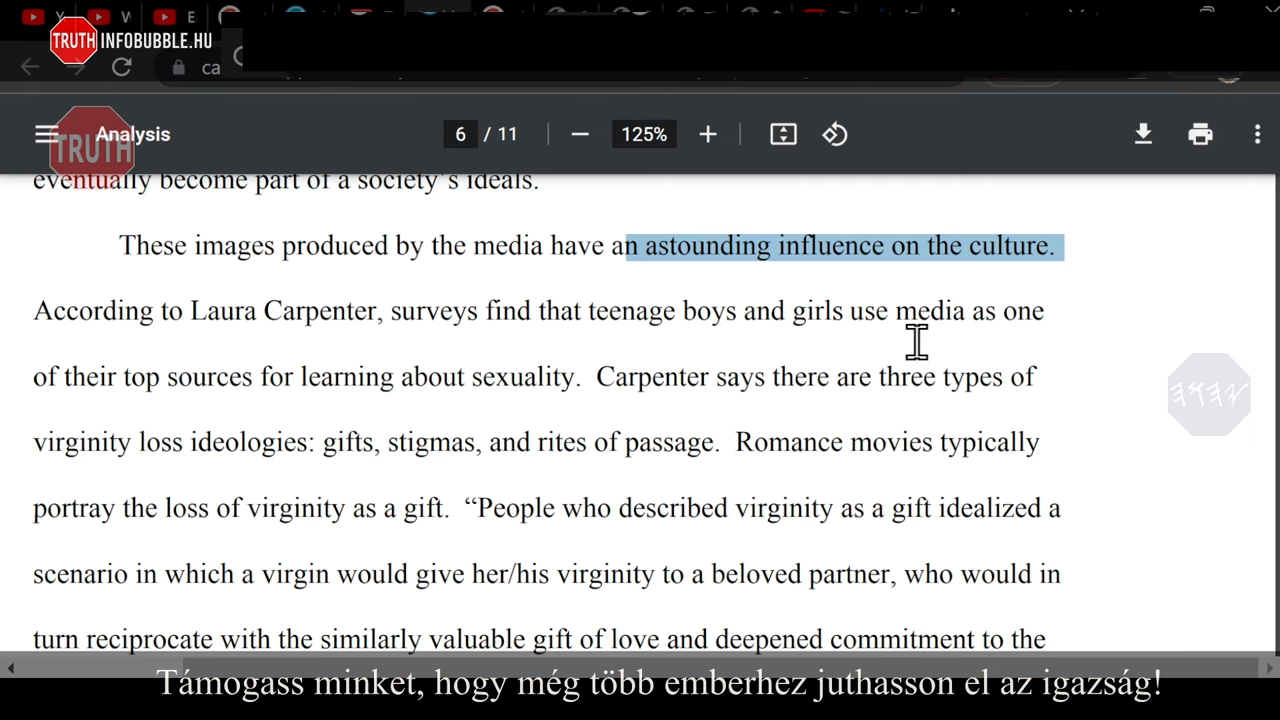 TRUTH INFOBUBBLE.HU
ca
TRUTH
Analysis 6 / 11 125%
eventually become part of a society’s ideals.
These images produced by the media have an astounding influence on the culture.
According to Laura Carpenter, surveys find that teenage boys and girls use media as one
of their top sources for learning about sexuality. Carpenter says there are three types of
virginity loss ideologies: gifts, stigmas, and rites of passage. Romance movies typically
portray the loss of virginity as a gift. “People who described virginity as a gift idealized a
scenario in which a virgin would give her/his virginity to a beloved partner, who would in
turn reciprocate with the similarly valuable gift of love and deepened commitment to the
Támogass minket, hogy még több emberhez juthasson el az igazság!